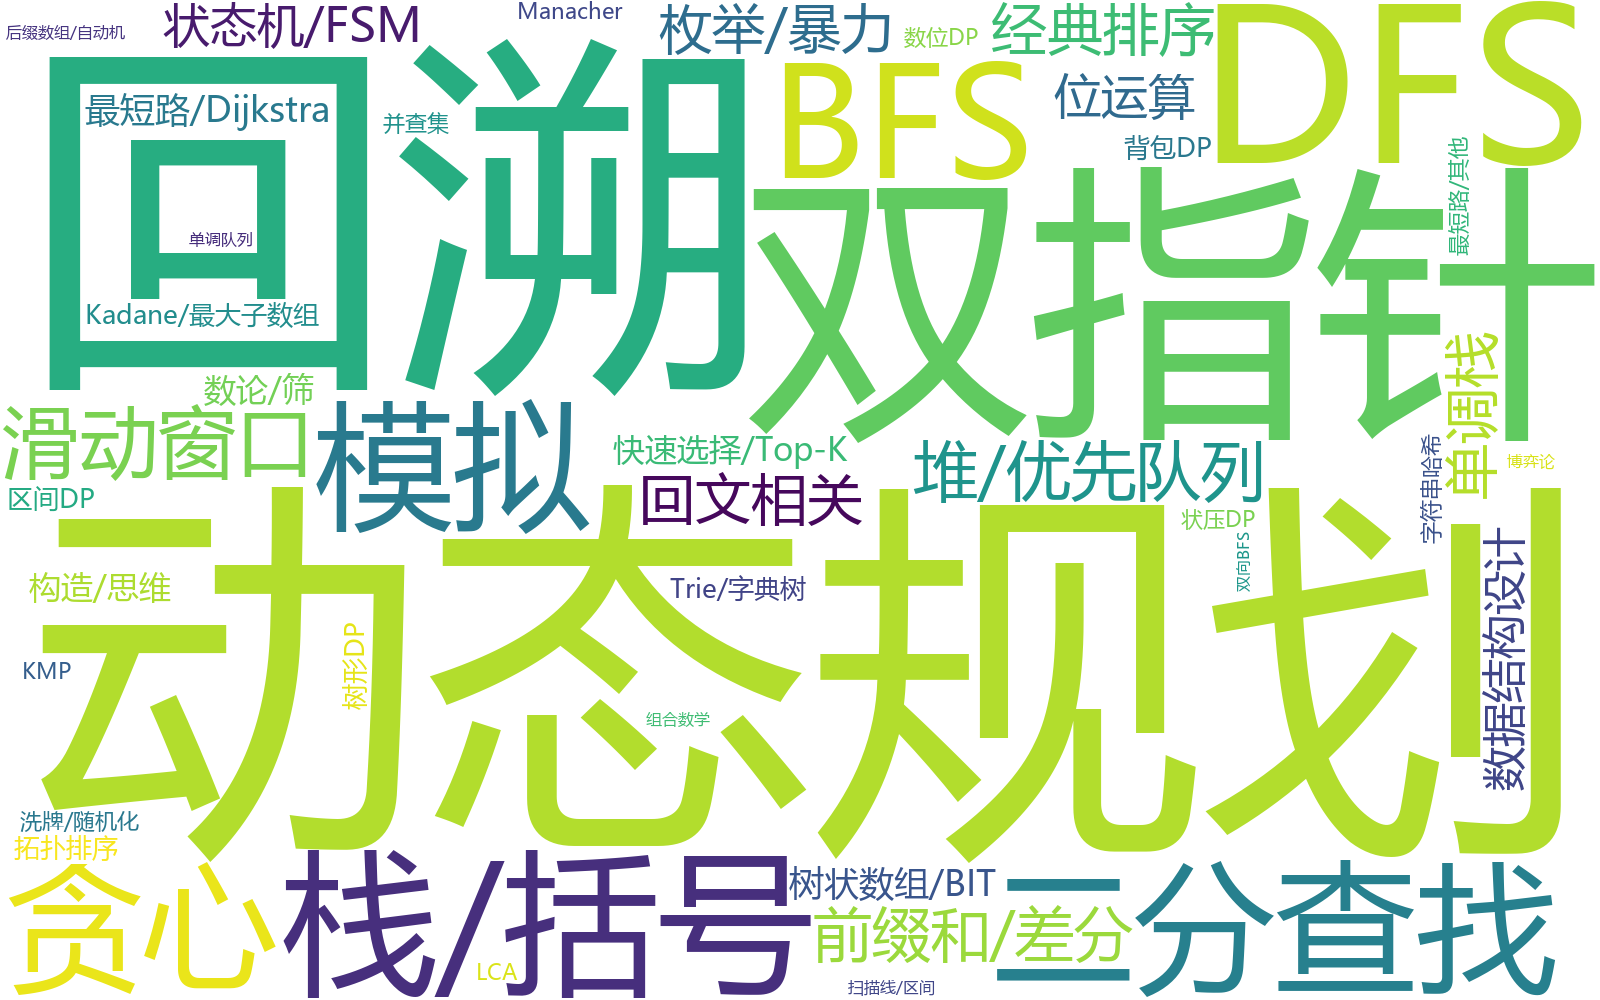 后缀数组/自动机
状态机/FSM
Manacher
枚举/暴力
数位DP
经典排序
DFS
回溯
最短路/Dijkstra
并查集
BFS
位运算
背包DP
最短路/其他
双指针
单调队列
Kadane/最大子数组
数论/筛
滑动窗口
模拟
快速选择/Top-K
堆/优先队列
单调栈
博弈论
字符串哈希
区间DP
回文相关
状压DP
双向BFS
数据结构设计
动态规划
构造/思维
Trie/字典树
KMP
树形DP
组合数学
洗牌/随机化
拓扑排序
贪心
栈/括号
树状数组/BIT
前缀和/差分
二分查找
LCA
扫描线/区间